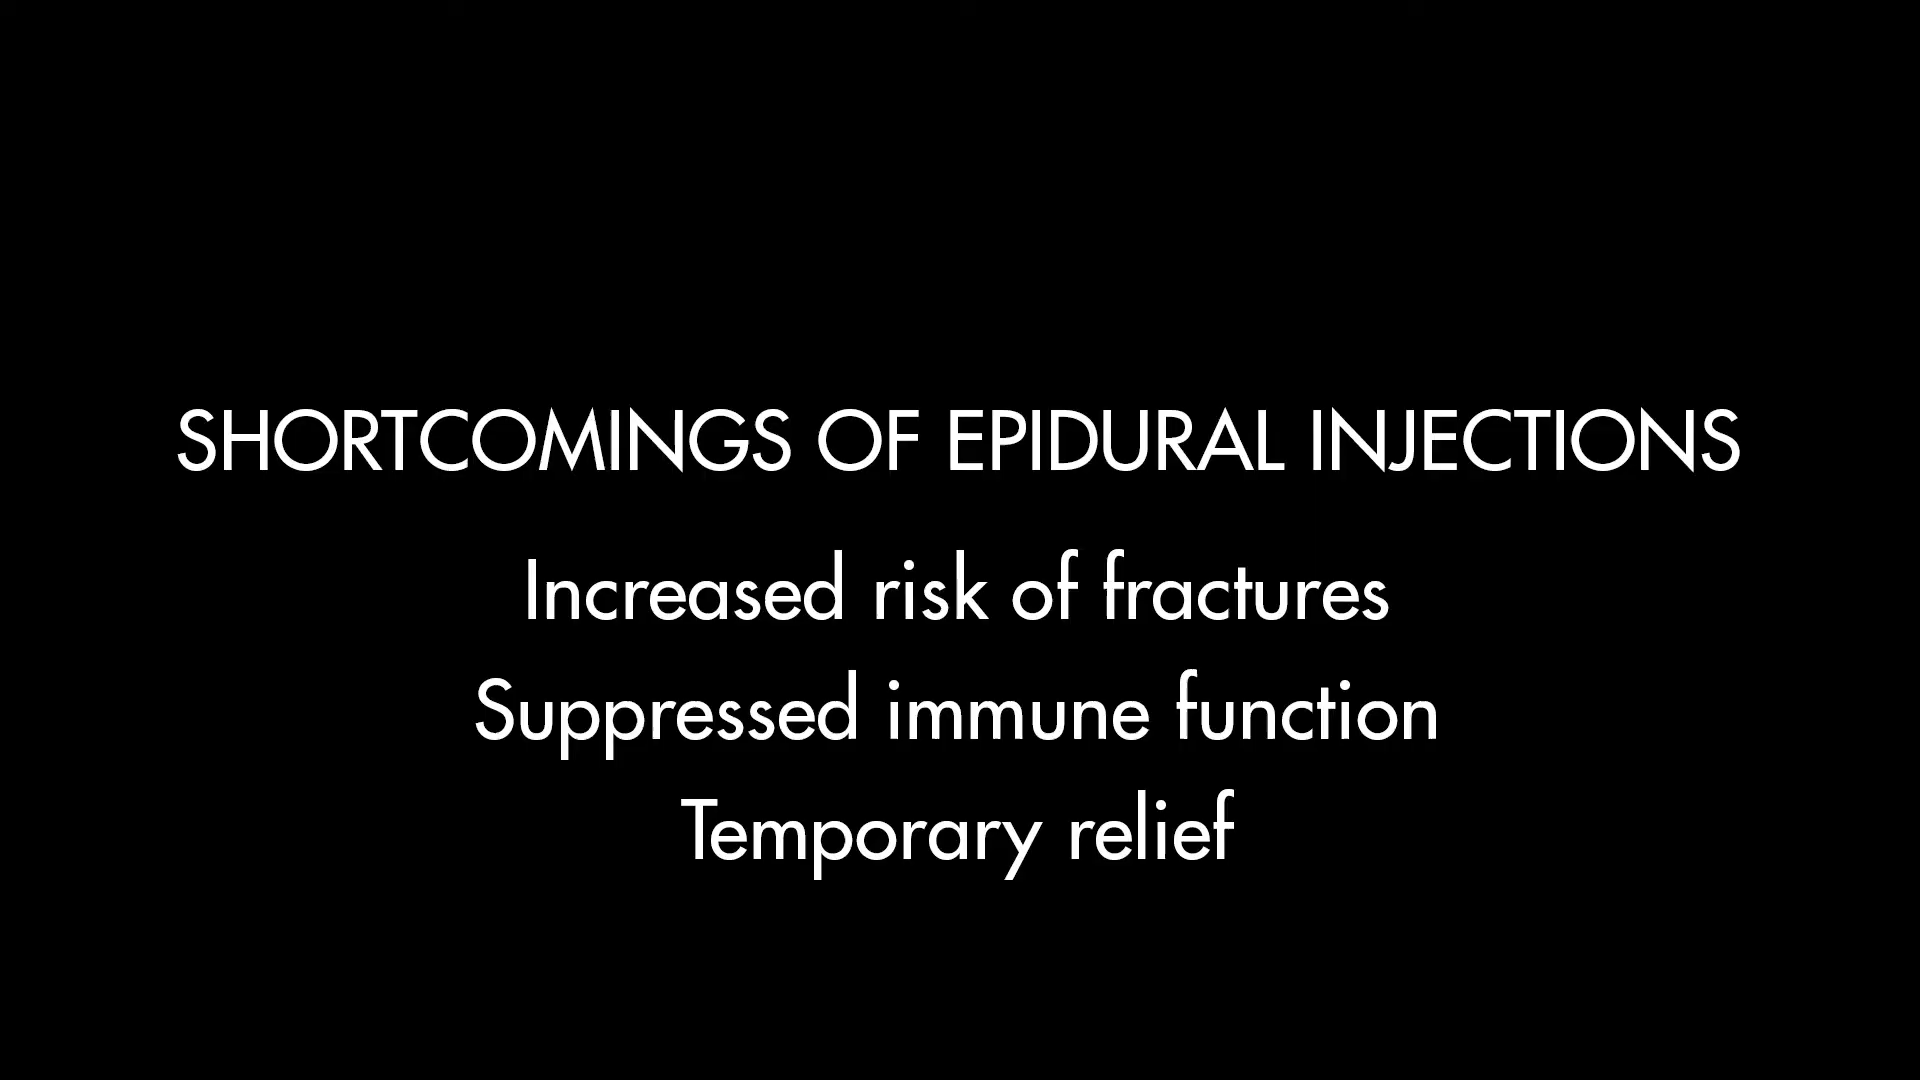 SHORTCOMINGS OF EPIDURAL INJECTIONS
Increased risk of fractures
Suppressed immune function
Temporary relief